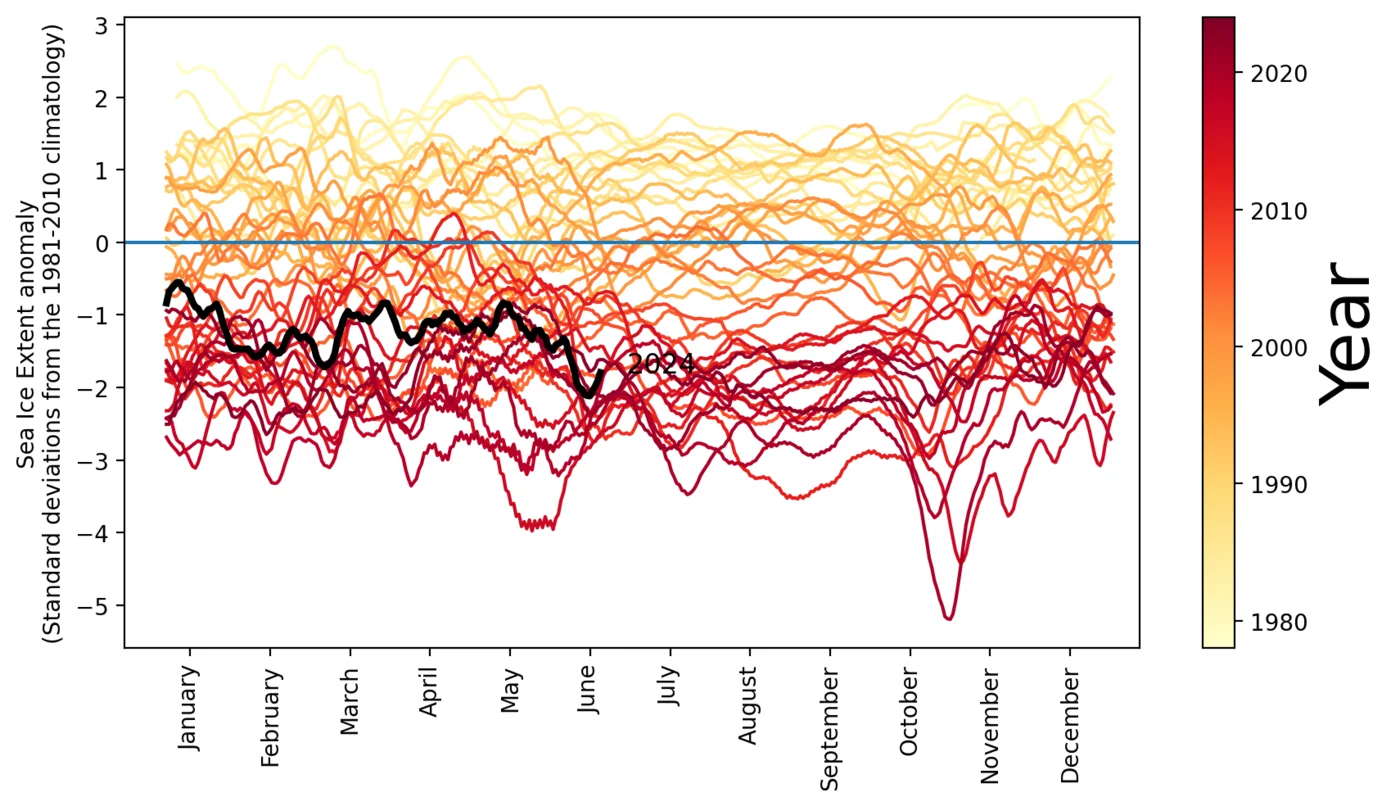 Sea Ice Extent anomaly
(Standard deviations from the 1981-2010 climatology)
3
2
1
0
−1
−2
−3
−4
−5
2024
January
February
March
April
May
June
July
August
September
October
November
December
2020
2010
2000
1990
1980
Year